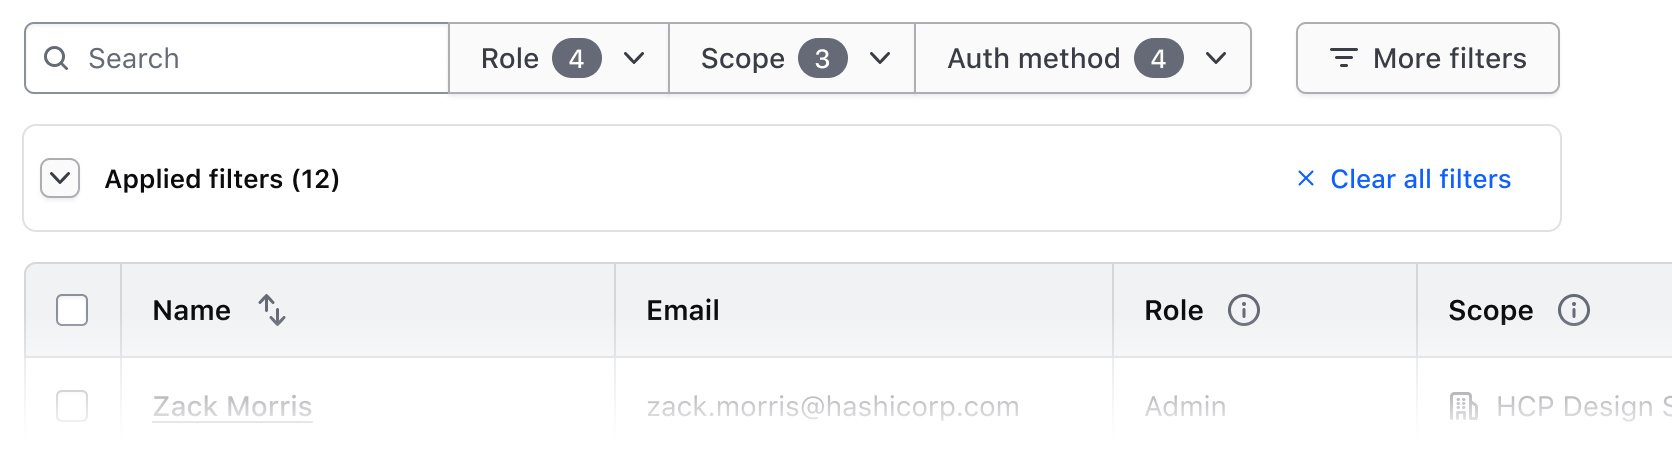 Search Role 4 Scope 3 Auth method 4 More filters
Applied filters (12) Clear all filters
Name Email Role Scope
Zack Morris zack.morris@hashicorp.com Admin HCP Design S